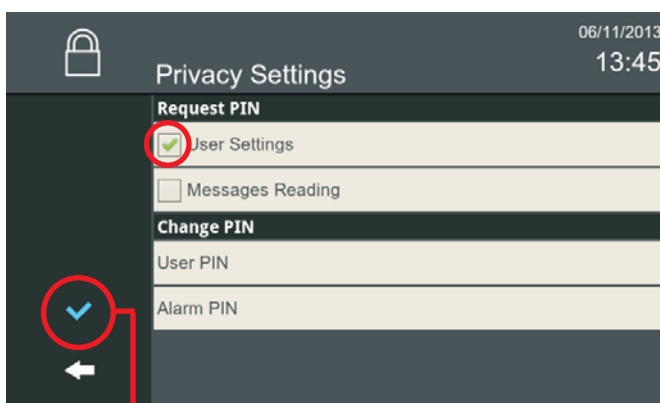 06/11/2013
13:45
Privacy Settings
Request PIN
User Settings
Messages Reading
Change PIN
User PIN
Alarm PIN